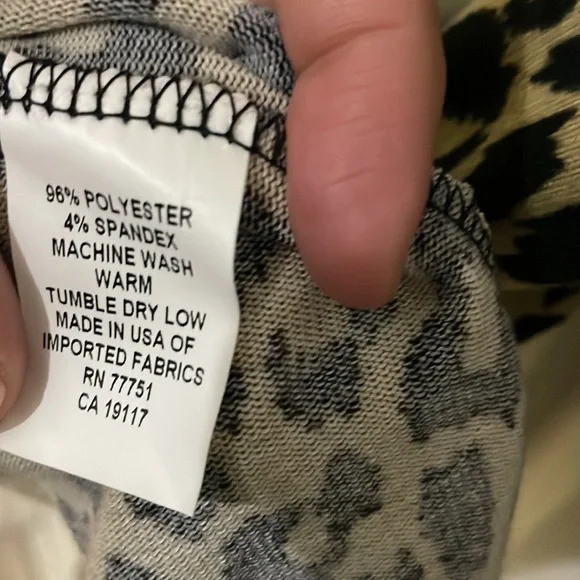 96% POLYESTER
4% SPANDEX
MACHINE WASH
WARM
TUMBLE DRY LOW
MADE IN USA OF
IMPORTED FABRICS
RN 77751
CA 19117